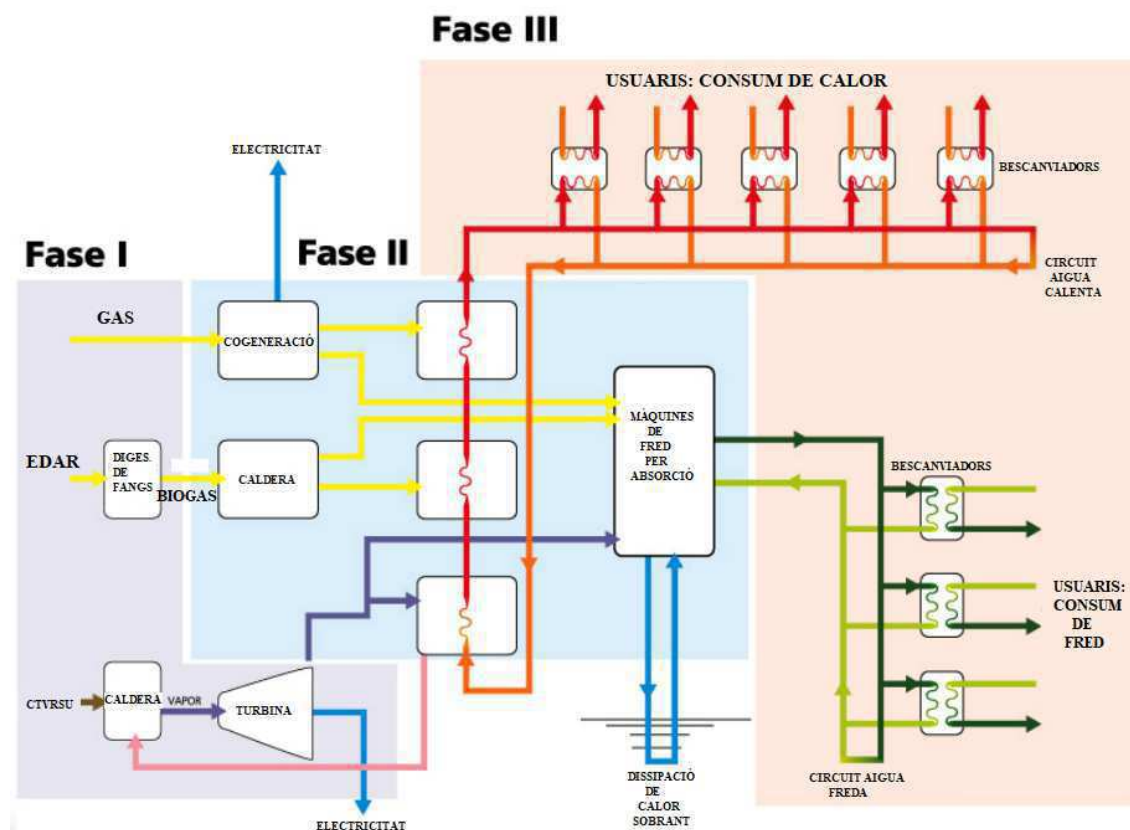 Fase III
USUARIS: CONSUM DE CALOR
ELECTRICITAT
BESCANVIADORS
Fase I
Fase II
CIRCUIT
AIGUA
CALENTA
GAS
COGENERACIÓ
MÀQUINES
DE
FRED
PER
ABSORCIÓ
EDAR
DIGES.
DE
FANGS
BIOGAS
CALDERA
BESCANVIADORS
USUARIS:
CONSUM
DE
FRED
CTVRSU
CALDERA
VAPOR
TURBINA
DISSIPACIÓ
DE
CALOR
SOBRANT
CIRCUIT AIGUA
FREDA
ELECTRICITAT